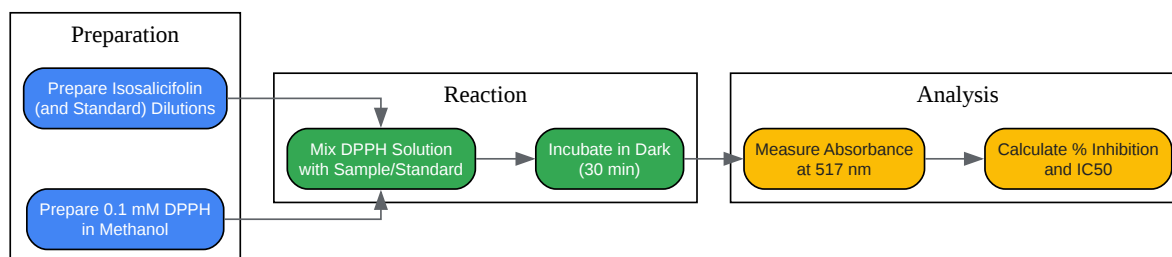 Preparation
Prepare Isosalicifolin
(and Standard) Dilutions
Prepare 0.1 mM DPPH
in Methanol
Reaction
Mix DPPH Solution
with Sample/Standard
Incubate in Dark
(30 min)
Analysis
Measure Absorbance
at 517 nm
Calculate % Inhibition
and IC50